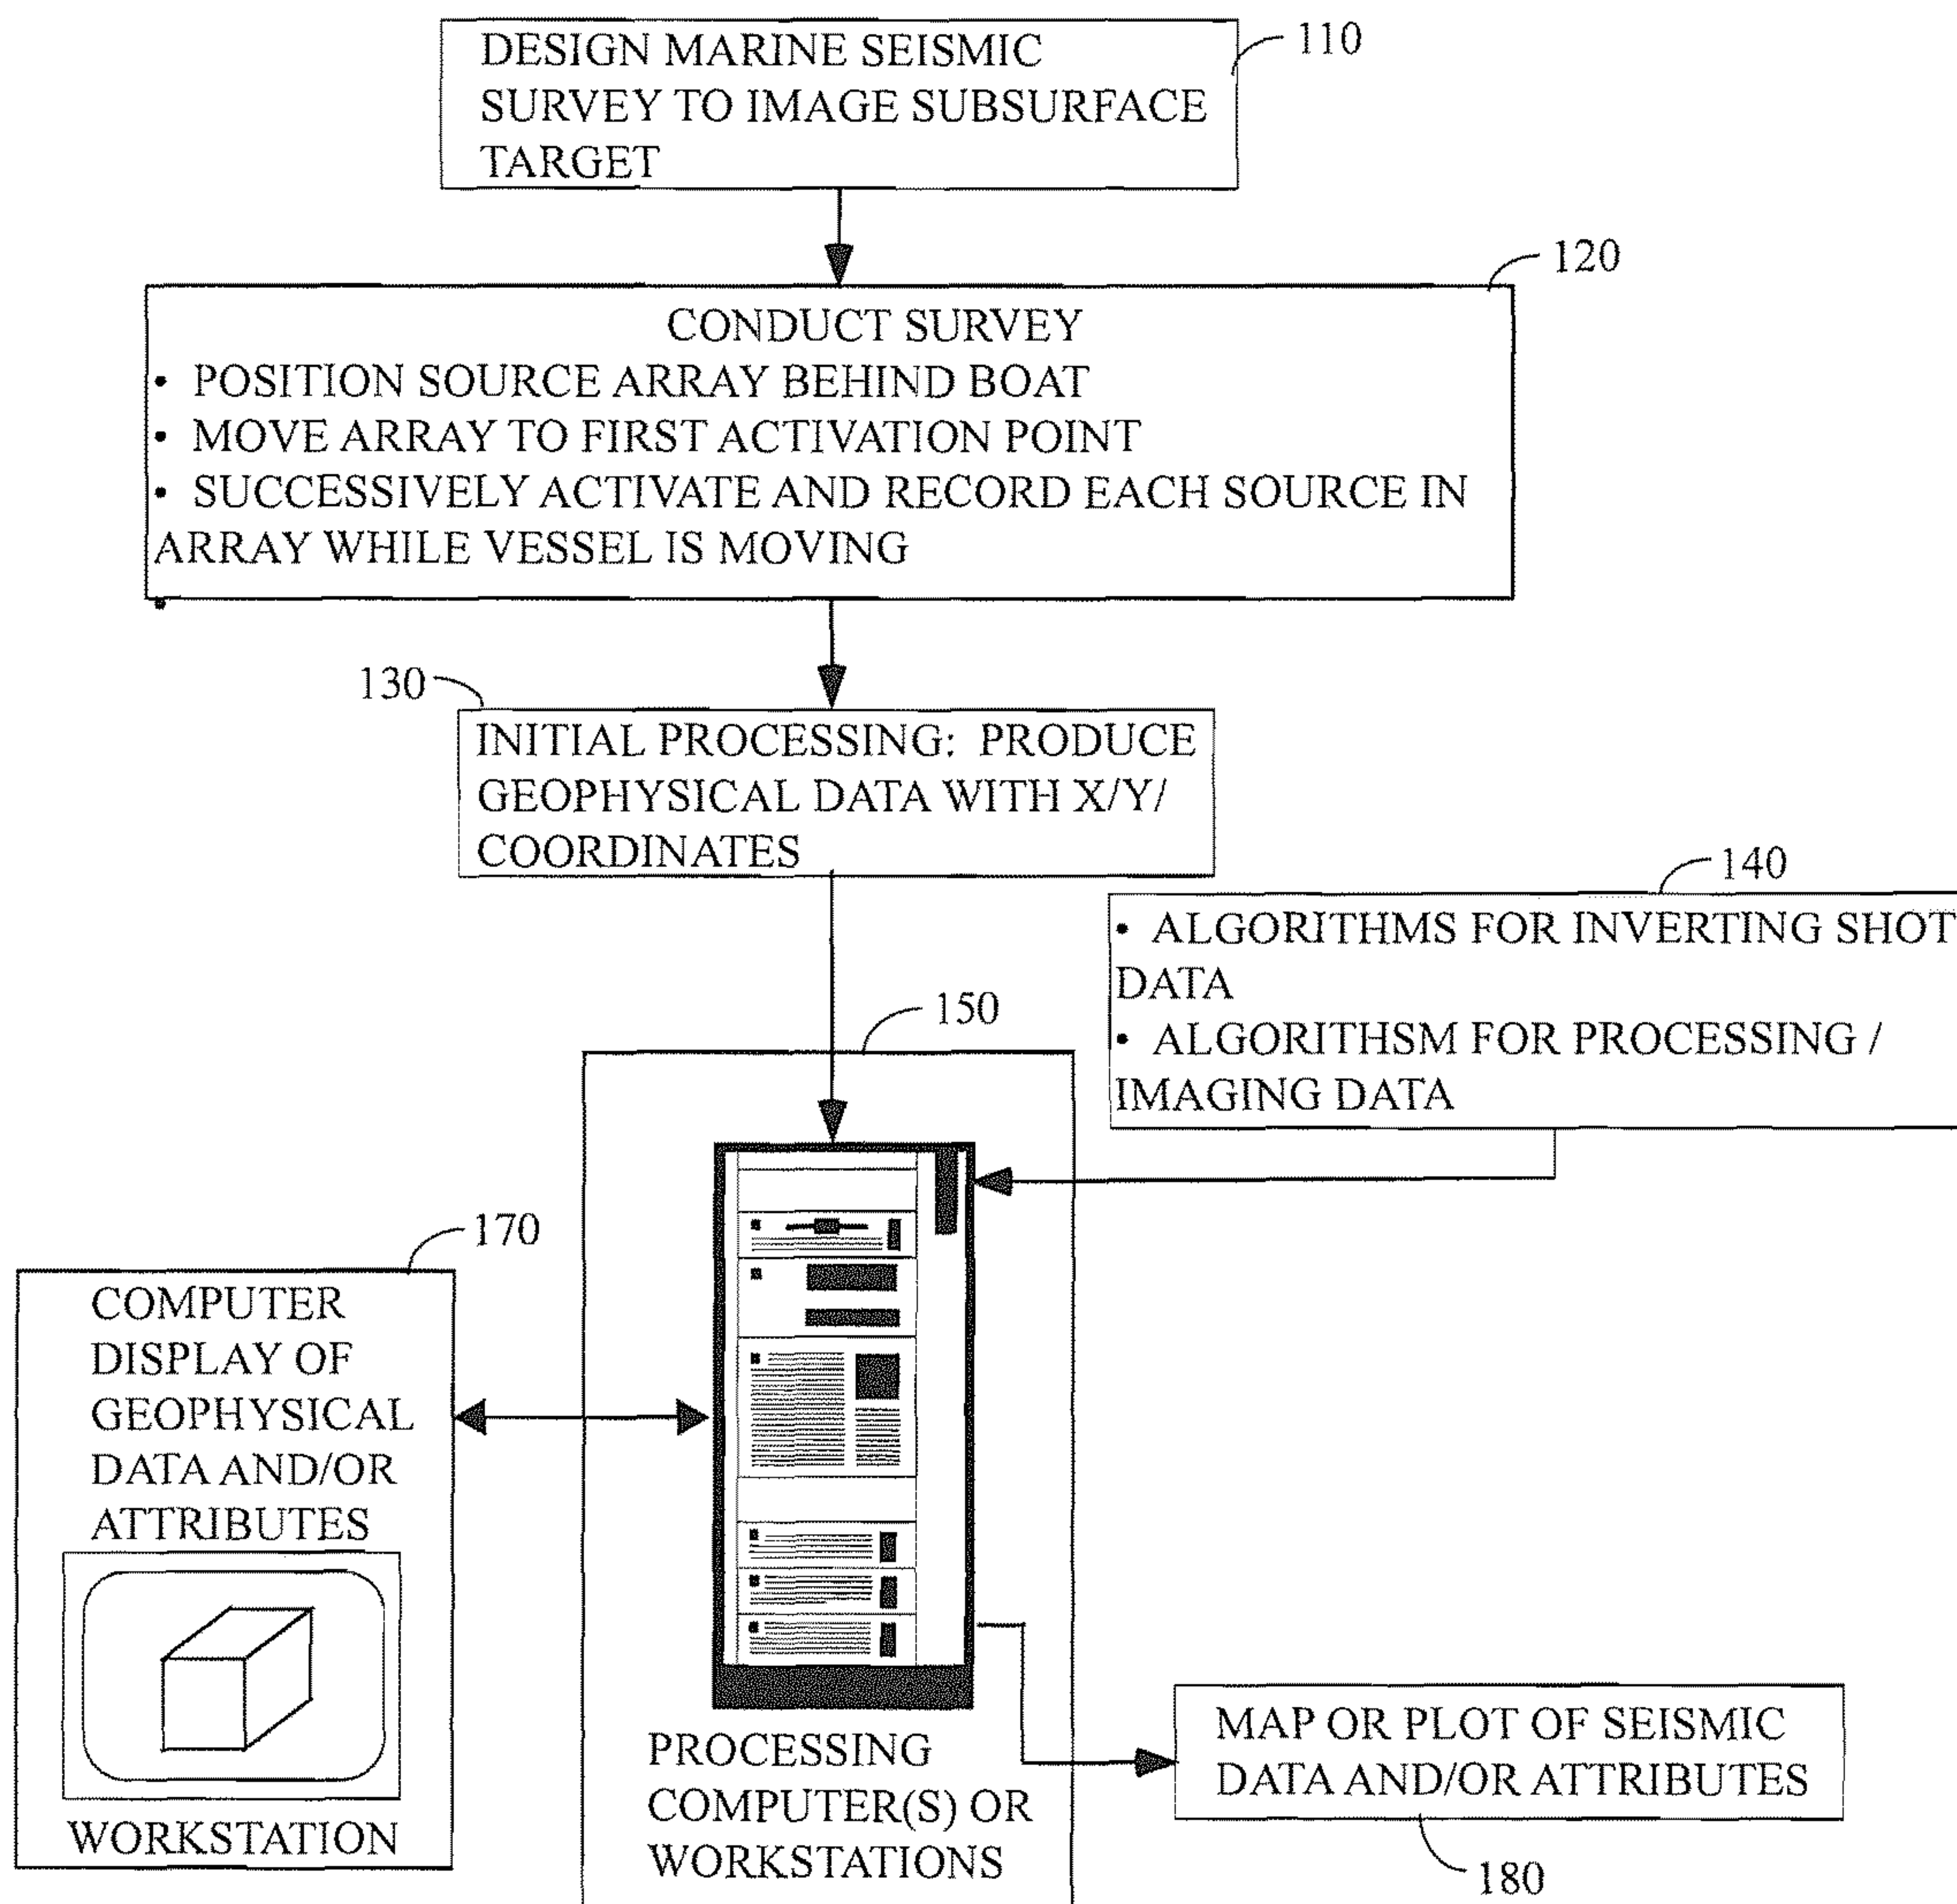 DESIGN MARINE SEISMIC
SURVEY TO IMAGE SUBSURFACE
TARGET
110
120
CONDUCT SURVEY
• POSITION SOURCE ARRAY BEHIND BOAT
• MOVE ARRAY TO FIRST ACTIVATION POINT
• SUCCESSIVELY ACTIVATE AND RECORD EACH SOURCE IN
ARRAY WHILE VESSEL IS MOVING
•
130
INITIAL PROCESSING: PRODUCE
GEOPHYSICAL DATA WITH X/Y/
COORDINATES
140
• ALGORITHMS FOR INVERTING SHOT
DATA
• ALGORITHSM FOR PROCESSING /
IMAGING DATA
150
170
COMPUTER
DISPLAY OF
GEOPHYSICAL
DATA AND/OR
ATTRIBUTES
WORKSTATION
PROCESSING
COMPUTER(S) OR
WORKSTATIONS
MAP OR PLOT OF SEISMIC
DATA AND/OR ATTRIBUTES
180